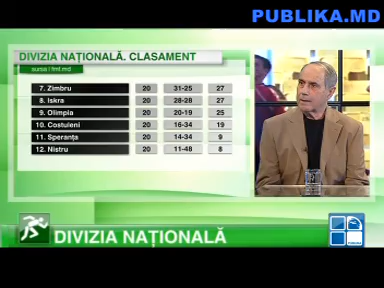 PUBLIKA.MD
DIVIZIA NAȚIONALĂ. CLASAMENT
sursa / fmf.md
7. Zimbru 20 31-25 27
8. Iskra 20 28-28 27
9. Olimpia 20 20-19 25
10. Costuleni 20 16-34 19
11. Speranța 20 14-34 9
12. Nistru 20 11-48 8
DIVIZIA NAȚIONALĂ